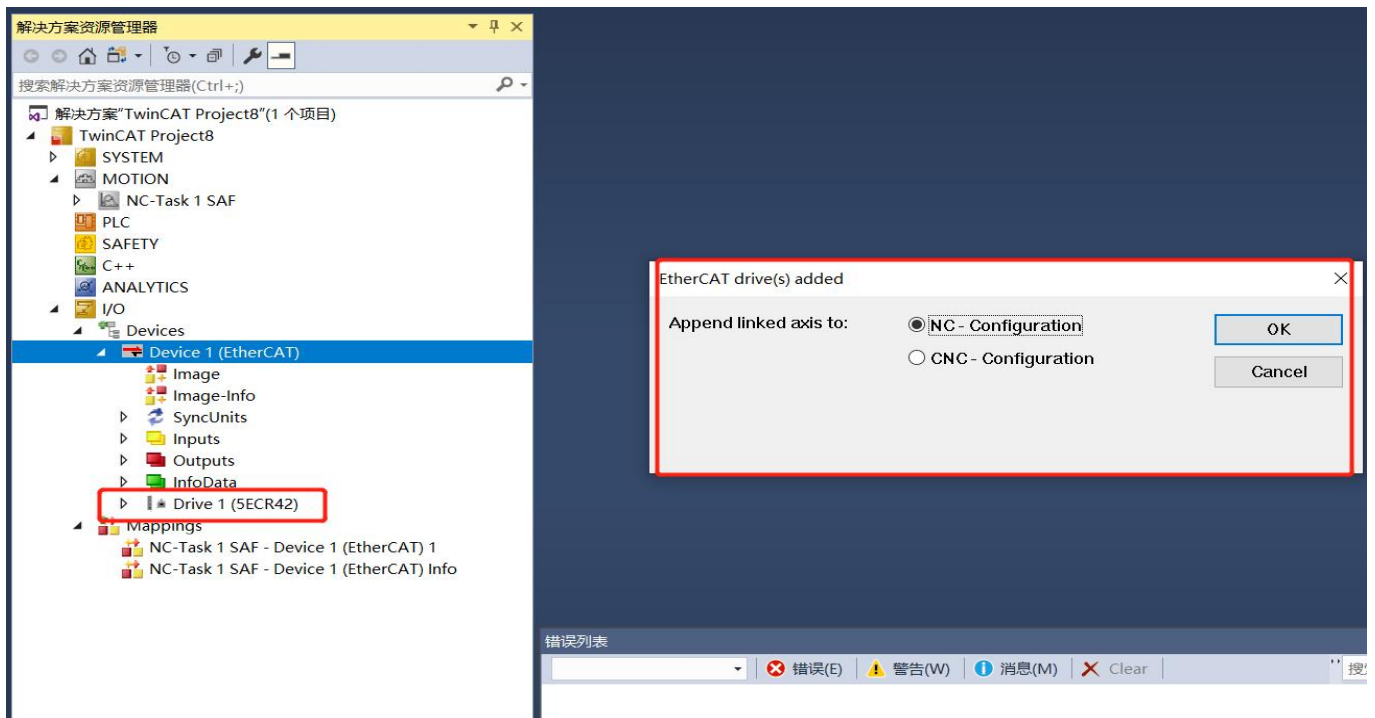 解决方案资源管理器
搜索解决方案资源管理器(Ctrl+;)
解决方案"TwinCAT Project8"(1 个项目)
TwinCAT Project8
SYSTEM
MOTION
NC-Task 1 SAF
PLC
SAFETY
C++
ANALYTICS
I/O
Devices
Device 1 (EtherCAT)
Image
Image-Info
SyncUnits
Inputs
Outputs
InfoData
Drive 1 (5ECR42)
Mappings
NC-Task 1 SAF - Device 1 (EtherCAT) 1
NC-Task 1 SAF - Device 1 (EtherCAT) Info
EtherCAT drive(s) added
Append linked axis to:
NC - Configuration
OK
CNC - Configuration
Cancel
错误列表
错误(E) 警告(W) 消息(M) Clear